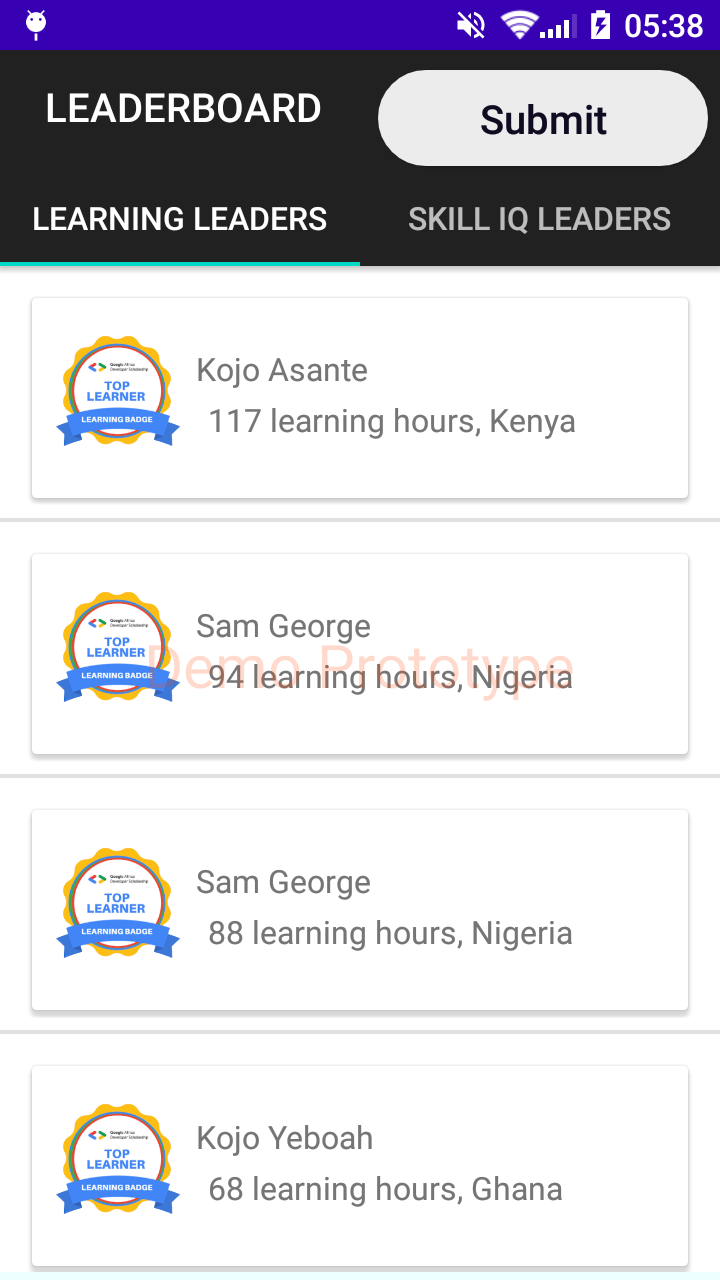 05:38
LEADERBOARD
Submit
LEARNING LEADERS
SKILL IQ LEADERS
Google Africa
Developer Scholarship
TOP
LEARNER
LEARNING BADGE
Kojo Asante
117 learning hours, Kenya
Google Africa
Developer Scholarship
TOP
LEARNER
LEARNING BADGE
Sam George
Demo Prototype
94 learning hours, Nigeria
Google Africa
Developer Scholarship
TOP
LEARNER
LEARNING BADGE
Sam George
88 learning hours, Nigeria
Google Africa
Developer Scholarship
TOP
LEARNER
LEARNING BADGE
Kojo Yeboah
68 learning hours, Ghana